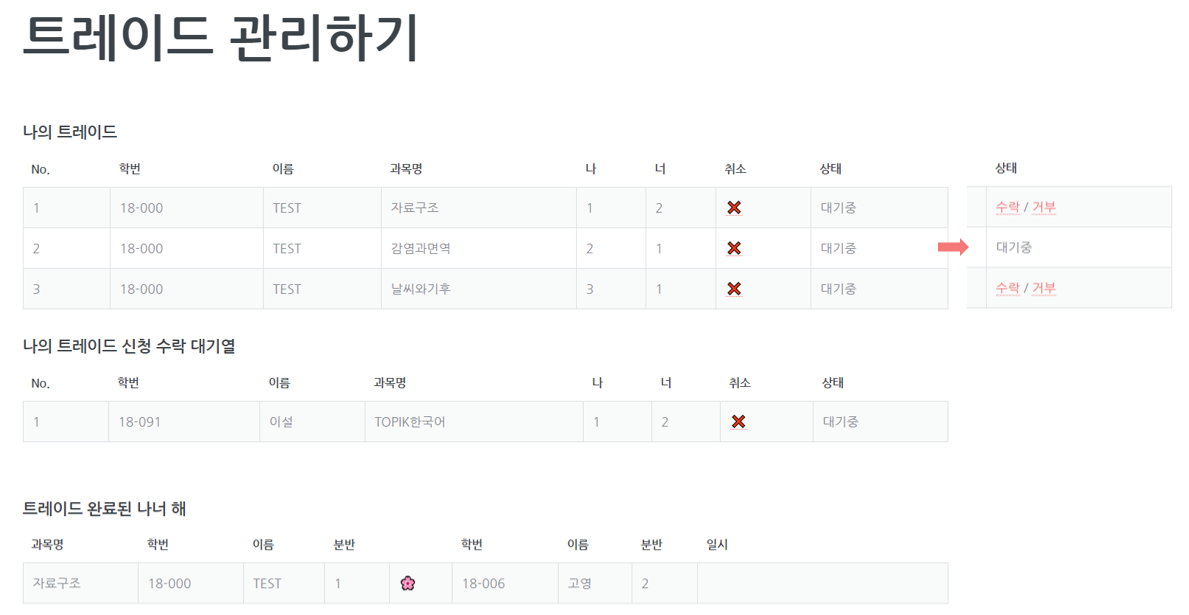 트레이드 관리하기
나의 트레이드
No. 학번 이름 과목명 나 너 취소 상태 상태
1 18-000 TEST 자료구조 1 2 대기중 수락 / 거부
2 18-000 TEST 감염과면역 2 1 대기중 대기중
3 18-000 TEST 날씨와기후 3 1 대기중 수락 / 거부
나의 트레이드 신청 수락 대기열
No. 학번 이름 과목명 나 너 취소 상태
1 18-091 이설 TOPIK한국어 1 2 대기중
트레이드 완료된 나너 해
과목명 학번 이름 분반 학번 이름 분반 일시
자료구조 18-000 TEST 1 18-006 고영 2